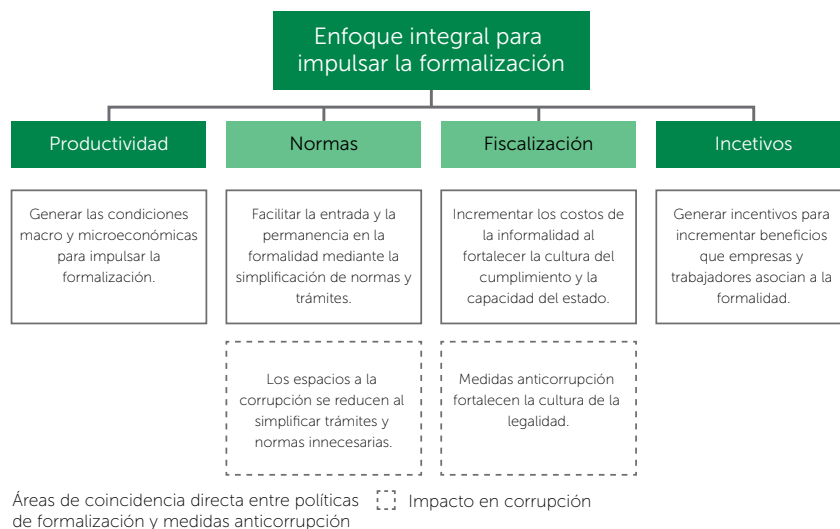 Enfoque integral para
impulsar la formalización
Productividad
Normas
Fiscalización
Incetivos
Generar las condiciones
macro y microeconómicas
para impulsar la
formalización.
Facilitar la entrada y la
permanencia en la
formalidad mediante la
simplificación de normas y
trámites.
Incrementar los costos de
la informalidad al
fortalecer la cultura del
cumplimiento y la
capacidad del estado.
Generar incentivos para
incrementar beneficios
que empresas y
trabajadores asocian a la
formalidad.
Los espacios a la
corrupción se reducen al
simplificar trámites y
normas innecesarias.
Medidas anticorrupción
fortalecen la cultura de la
legalidad.
Áreas de coincidencia directa entre políticas
de formalización y medidas anticorrupción
Impacto en corrupción